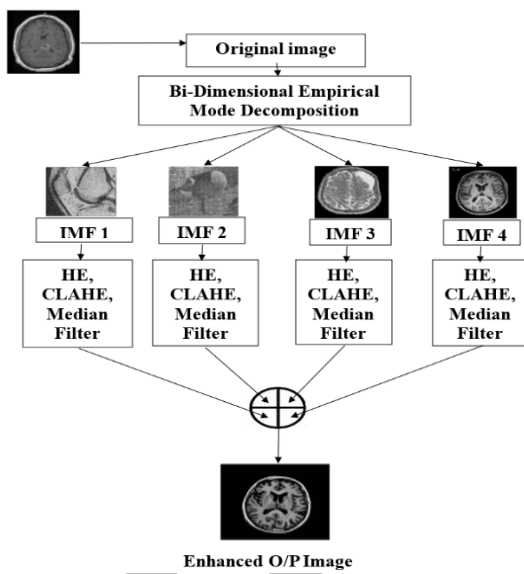 Original image
Bi-Dimensional Empirical
Mode Decomposition
IMF 1
IMF 2
IMF 3
IMF 4
HE,
CLAHE,
Median
Filter
HE,
CLAHE,
Median
Filter
HE,
CLAHE,
Median
Filter
HE,
CLAHE,
Median
Filter
Enhanced O/P Image